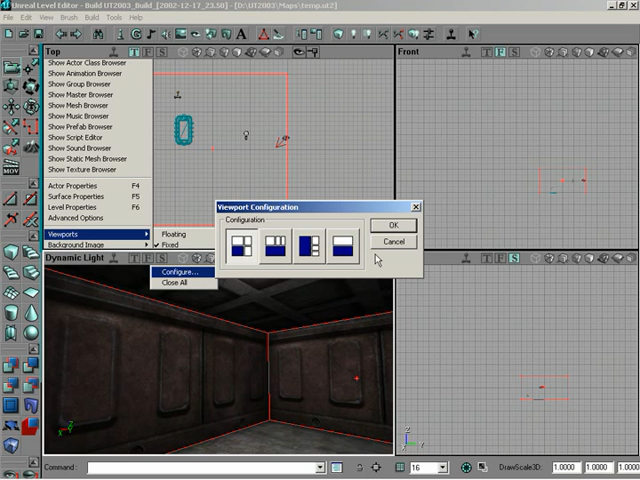 Unreal Level Editor - Build UT2003_Build_[2002-12-17_23.50] - [D:\UT2003\Maps\temp.ut2]
File Edit View Brush Build Tools Help
Top
Front
Show Actor Class Browser
Show Animation Browser
Show Group Browser
Show Master Browser
Show Mesh Browser
Show Music Browser
Show Prefab Browser
Show Script Editor
Show Sound Browser
Show Static Mesh Browser
Show Texture Browser
MOV
Actor Properties F4
Surface Properties F5
Level Properties F6
Advanced Options
Viewports
Background Image
Floating
Fixed
Configure...
Close All
Viewport Configuration
Configuration
OK
Cancel
Dynamic Light
Command :
16
DrawScale3D: 1.0000 1.0000 1.0000